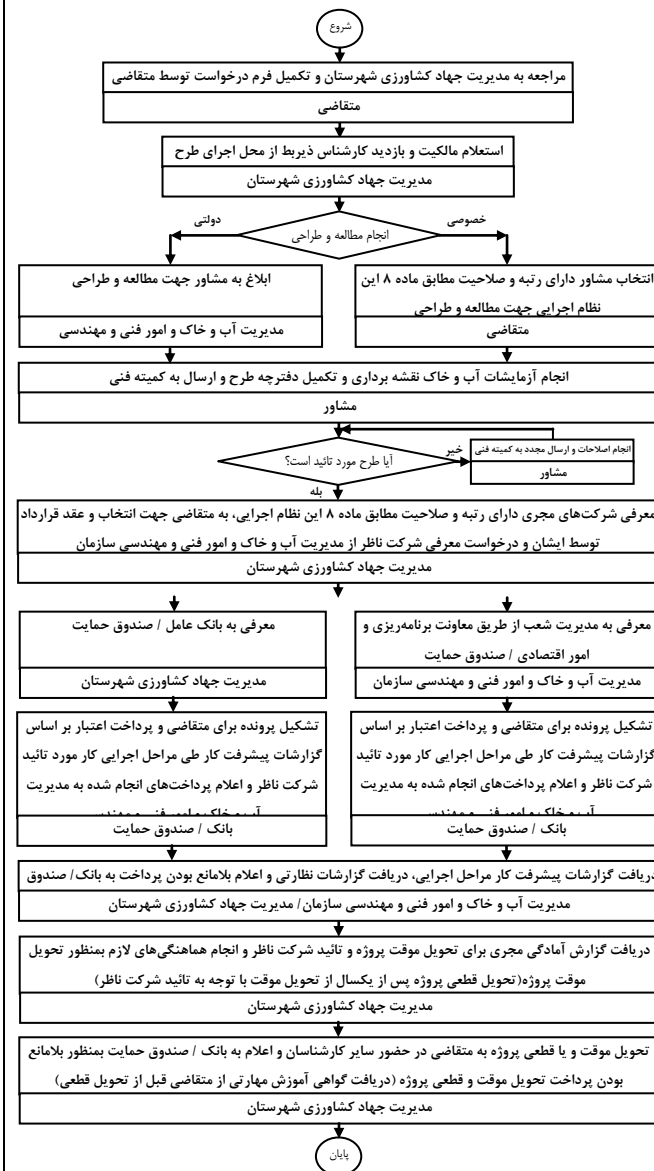 شروع
مراجعه به مدیریت جهاد کشاورزی شهرستان و تکمیل فرم درخواست توسط متقاضی
متقاضی
استعلام مالکیت و بازدید کارشناس ذیربط از محل اجرای طرح
مدیریت جهاد کشاورزی شهرستان
خصوصی
انجام مطالعه و طراحی
دولتی
انتخاب مشاور دارای رتبه و صلاحیت مطابق ماده ۸ این
نظام اجرایی جهت مطالعه و طراحی
متقاضی
ابلاغ به مشاور جهت مطالعه و طراحی
مدیریت آب و خاک و امور فنی و مهندسی
انجام آزمایشات آب و خاک نقشه برداری و تکمیل دفترچه طرح و ارسال به کمیته فنی
مشاور
آیا طرح مورد تائید است؟
خیر
انجام اصلاحات و ارسال مجدد به کمیته فنی
مشاور
بله
معرفی شرکت‌های مجری دارای رتبه و صلاحیت مطابق ماده ۸ این نظام اجرایی، به متقاضی جهت انتخاب و عقد قرارداد
توسط ایشان و درخواست معرفی شرکت ناظر از مدیریت آب و خاک و امور فنی و مهندسی سازمان
مدیریت جهاد کشاورزی شهرستان
معرفی به مدیریت شعب از طریق معاونت برنامه‌ریزی و
امور اقتصادی / صندوق حمایت
مدیریت آب و خاک و امور فنی و مهندسی سازمان
معرفی به بانک عامل / صندوق حمایت
مدیریت جهاد کشاورزی شهرستان
تشکیل پرونده برای متقاضی و پرداخت اعتبار بر اساس
گزارشات پیشرفت کار طی مراحل اجرایی کار مورد تائید
شرکت ناظر و اعلام پرداخت‌های انجام شده به مدیریت
آب و خاک و امور فنی و مهندسی
بانک / صندوق حمایت
تشکیل پرونده برای متقاضی و پرداخت اعتبار بر اساس
گزارشات پیشرفت کار طی مراحل اجرایی کار مورد تائید
شرکت ناظر و اعلام پرداخت‌های انجام شده به مدیریت
آب و خاک و امور فنی و مهندسی
بانک / صندوق حمایت
دریافت گزارشات پیشرفت کار مراحل اجرایی، دریافت گزارشات نظارتی و اعلام بلامانع بودن پرداخت به بانک/ صندوق
مدیریت آب و خاک و امور فنی و مهندسی سازمان/ مدیریت جهاد کشاورزی شهرستان
دریافت گزارش آمادگی مجری برای تحویل موقت پروژه و تائید شرکت ناظر و انجام هماهنگی‌های لازم بمنظور تحویل
موقت پروژه(تحویل قطعی پروژه پس از یکسال از تحویل موقت با توجه به تائید شرکت ناظر)
مدیریت جهاد کشاورزی شهرستان
تحویل موقت و یا قطعی پروژه به متقاضی در حضور سایر کارشناسان و اعلام به بانک / صندوق حمایت بمنظور بلامانع
بودن پرداخت تحویل موقت و قطعی پروژه (دریافت گواهی آموزش مهارتی از متقاضی قبل از تحویل قطعی)
مدیریت جهاد کشاورزی شهرستان
پایان